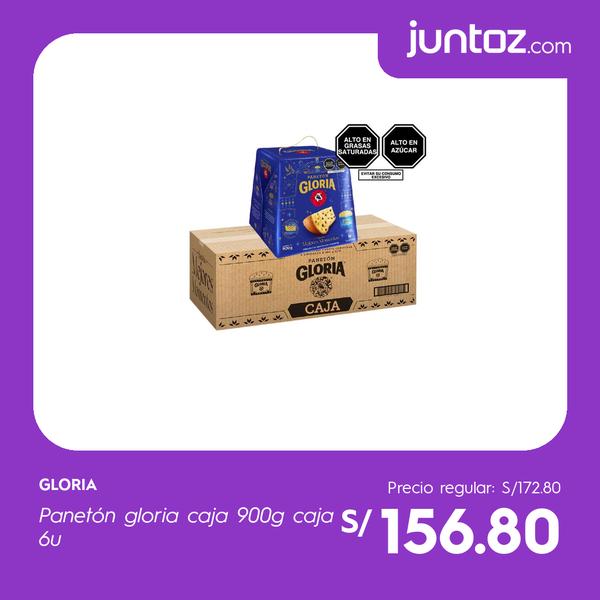 juntoz.com
ALTO EN
GRASAS
SATURADAS
ALTO EN
AZÚCAR
EVITAR SU CONSUMO
EXCESIVO
PANETÓN
GLORIA
900g
PANETÓN
GLORIA
CAJA
GLORIA
Precio regular: S/172.80
Panetón gloria caja 900g caja
6u
S/156.80